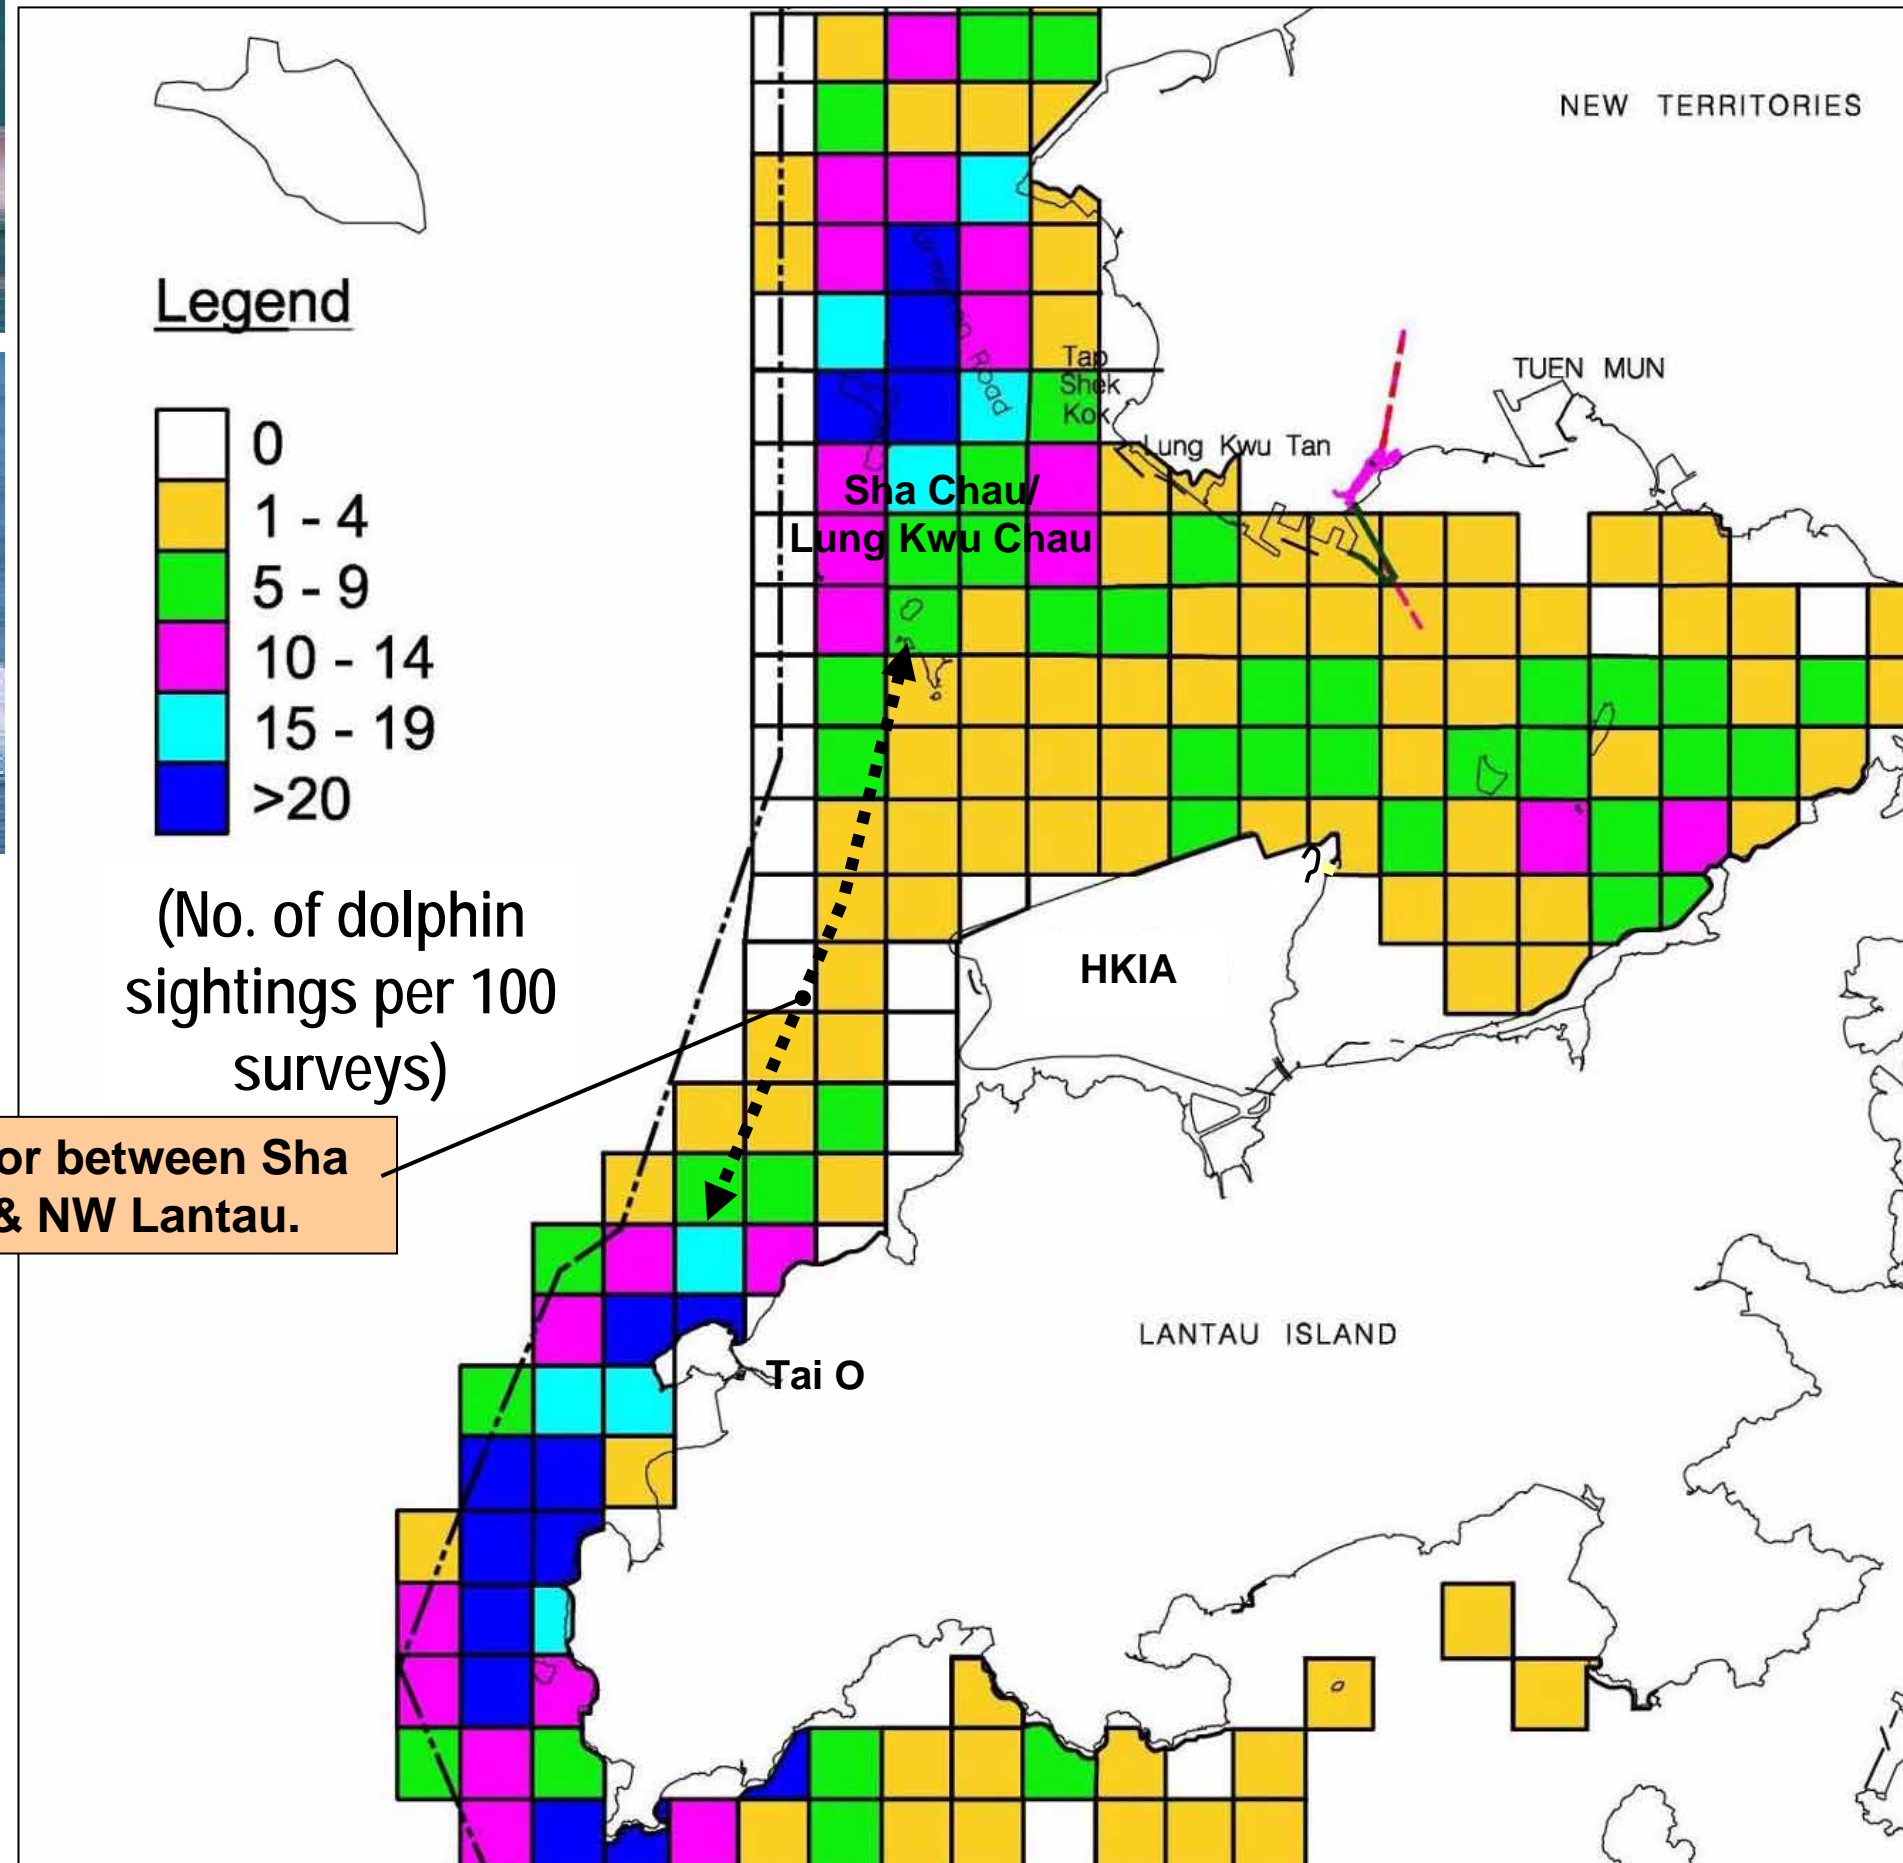 NEW TERRITORIES
Legend
0
1 - 4
5 - 9
10 - 14
15 - 19
>20
(No. of dolphin
sightings per 100
surveys)
or between Sha
& NW Lantau.
Road
Tap
Shek
Kok
TUEN MUN
Lung Kwu Tan
Sha Chau/
Lung Kwu Chau
HKIA
LANTAU ISLAND
Tai O